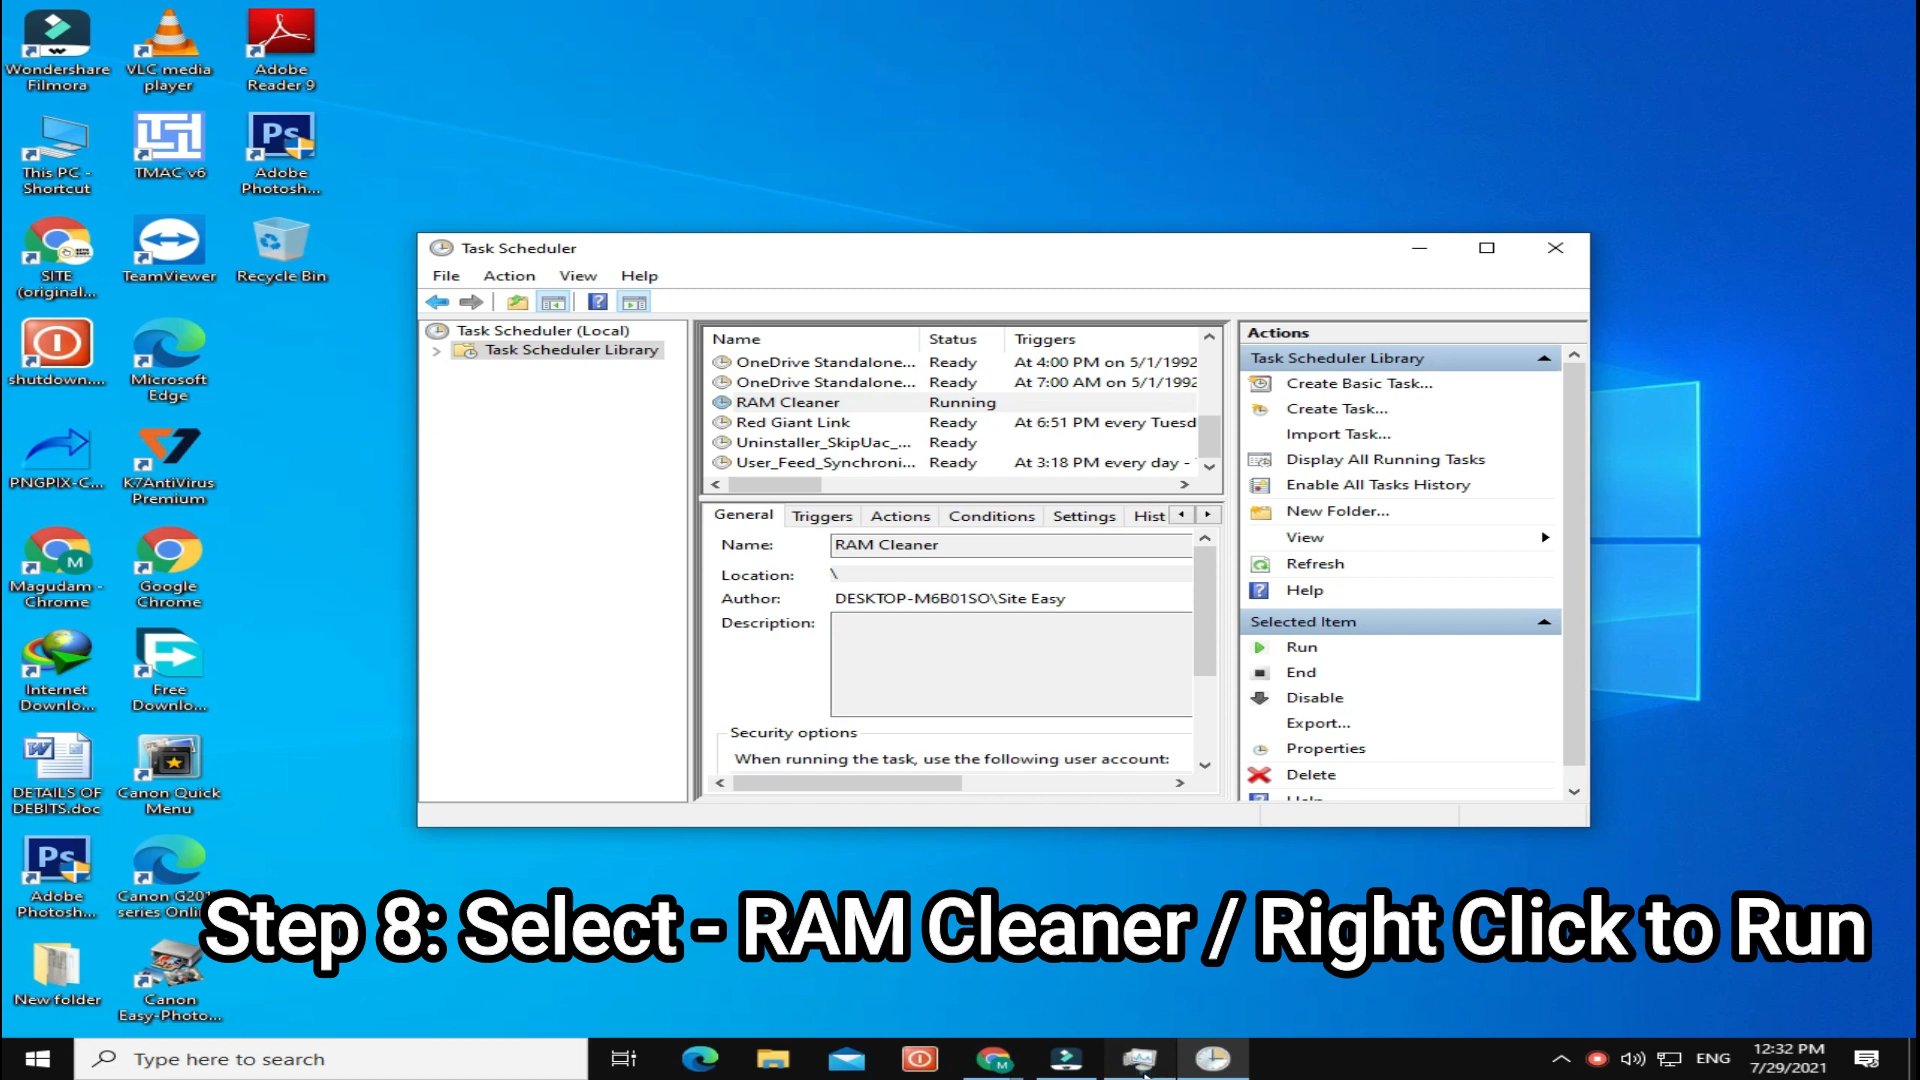 Wondershare
Filmora
VLC media
player
Adobe
Reader 9
This PC -
Shortcut
TMAC v6
Adobe
Photosh...
SITE
(original...
TeamViewer
Recycle Bin
shutdown....
Microsoft
Edge
PNGPIX-C...
K7AntiVirus
Premium
Magudam -
Chrome
Google
Chrome
Internet
Downlo...
Free
Downlo...
DETAILS OF
DEBITS.doc
Canon Quick
Menu
Adobe
Photosh...
Canon G201
series Onli
New folder
Canon
Easy-Photo...
Task Scheduler
File Action View Help
Task Scheduler (Local)
Task Scheduler Library
Name Status Triggers
OneDrive Standalone... Ready At 4:00 PM on 5/1/1992
OneDrive Standalone... Ready At 7:00 AM on 5/1/1992
RAM Cleaner Running
Red Giant Link Ready At 6:51 PM every Tuesd
Uninstaller_SkipUac_... Ready
User_Feed_Synchroni... Ready At 3:18 PM every day -
General Triggers Actions Conditions Settings Hist
Name: RAM Cleaner
Location: \
Author: DESKTOP-M6B01SO\Site Easy
Description:
Security options
When running the task, use the following user account:
Actions
Task Scheduler Library
Create Basic Task...
Create Task...
Import Task...
Display All Running Tasks
Enable All Tasks History
New Folder...
View
Refresh
Help
Selected Item
Run
End
Disable
Export...
Properties
Delete
Help
Step 8: Select - RAM Cleaner / Right Click to Run
Type here to search
ENG
12:32 PM
7/29/2021